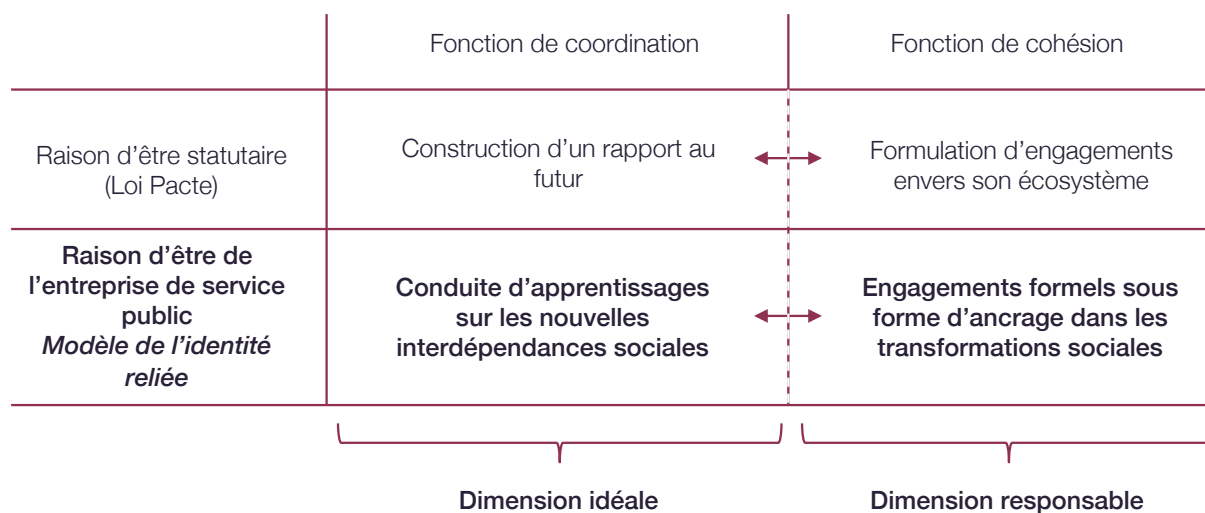 Fonction de coordination
Fonction de cohésion
Raison d’être statutaire
(Loi Pacte)
Construction d’un rapport au
futur
Formulation d’engagements
envers son écosystème
Raison d’être de
l’entreprise de service
public
Modèle de l’identité
reliée
Conduite d’apprentissages
sur les nouvelles
interdépendances sociales
Engagements formels sous
forme d’ancrage dans les
transformations sociales
Dimension idéale
Dimension responsable